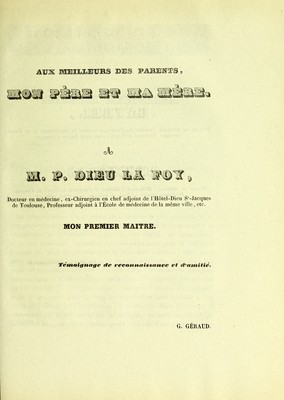 AUX MEILLEURS DES PARENTS,
MON PÉRE ET MA MÈRE.
A
M. P. DIEU LA FOY,
Docteur en médecine, ex-Chirurgien en chef adjoint de l'Hôtel-Dieu St-Jacques
de Toulouse, Professeur adjoint à l'École de médecine de la même ville, etc.
MON PREMIER MAITRE.
Témoignage de reconnaissance et d'amitié.
G. GÉRAUD.